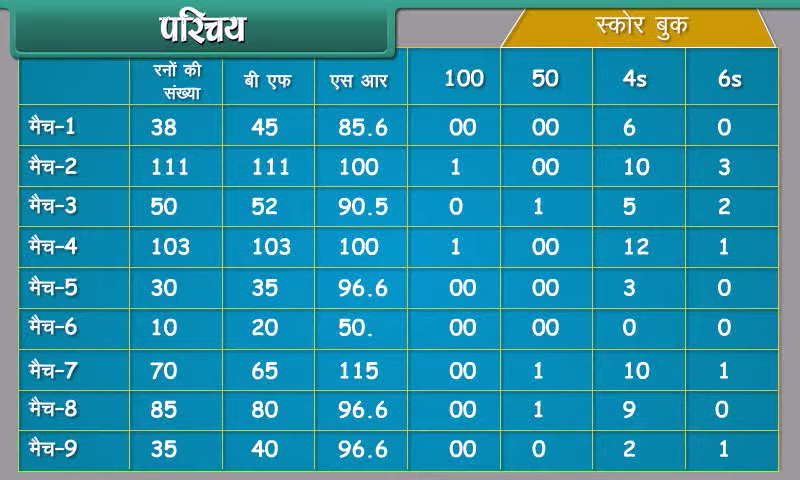 परिचय
स्कोर बुक
रनों की संख्या बी एफ एस आर 100 50 4s 6s
मैच-1 38 45 85.6 00 00 6 0
मैच-2 111 111 100 1 00 10 3
मैच-3 50 52 90.5 0 1 5 2
मैच-4 103 103 100 1 00 12 1
मैच-5 30 35 96.6 00 00 3 0
मैच-6 10 20 50. 00 00 0 0
मैच-7 70 65 115 00 1 10 1
मैच-8 85 80 96.6 00 1 9 0
मैच-9 35 40 96.6 00 0 2 1